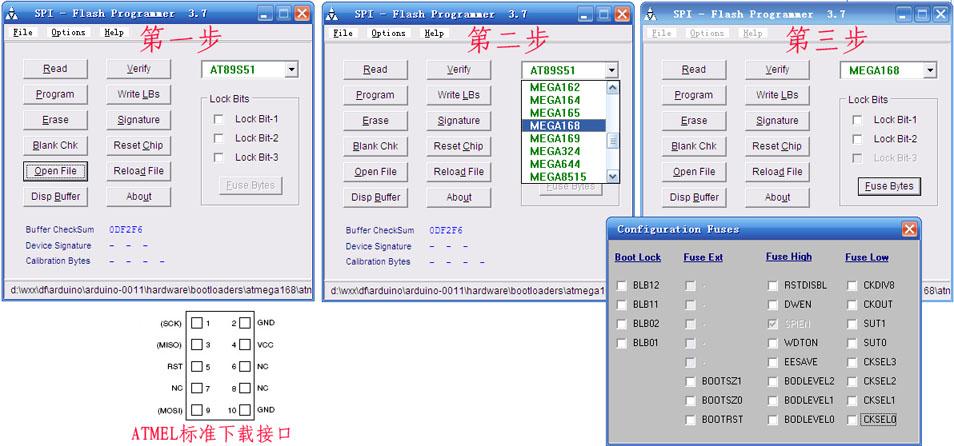 SPI - Flash Programmer 3.7
File Options Help
第一步
Read Verify AT89S51
Program Write LBs Lock Bits
Erase Signature Lock Bit-1
Blank Chk Reset Chip Lock Bit-2
Open File Reload File Lock Bit-3
Disp Buffer About Fuse Bytes
Buffer CheckSum 0DF2F6
Device Signature - - -
Calibration Bytes - - - -
d:\wxx\df\arduino\arduino-0011\hardware\bootloaders\atmega168\atm
SPI - Flash Programmer 3.7
File Options Help
第二步
Read Verify AT89S51
Program Write LBs
Erase Signature
Blank Chk Reset Chip
Open File Reload File
Disp Buffer About Fuse Bytes
MEGA162
MEGA164
MEGA165
MEGA168
MEGA169
MEGA324
MEGA644
MEGA8515
Buffer CheckSum 0DF2F6
Device Signature - - -
Calibration Bytes - - - -
d:\wxx\df\arduino\arduino-0011\hardware\bootloaders\atmega168\atm
SPI - Flash Programmer 3.7
File Options Help
第三步
Read Verify MEGA168
Program Write LBs Lock Bits
Erase Signature Lock Bit-1
Blank Chk Reset Chip Lock Bit-2
Open File Reload File Lock Bit-3
Disp Buffer About Fuse Bytes
68\atm
Configuration Fuses
Boot Lock Fuse Ext Fuse High Fuse Low
BLB12 - RSTDISBL CKDIV8
BLB11 - DWEN CKOUT
BLB02 - SPIEN SUT1
BLB01 - WDTON SUT0
- EESAVE CKSEL3
BOOTSZ1 BODLEVEL2 CKSEL2
BOOTSZ0 BODLEVEL1 CKSEL1
BOOTRST BODLEVEL0 CKSEL0
(SCK) 1 2 GND
(MISO) 3 4 VCC
RST 5 6 NC
NC 7 8 NC
(MOSI) 9 10 GND
ATMEL标准下载接口